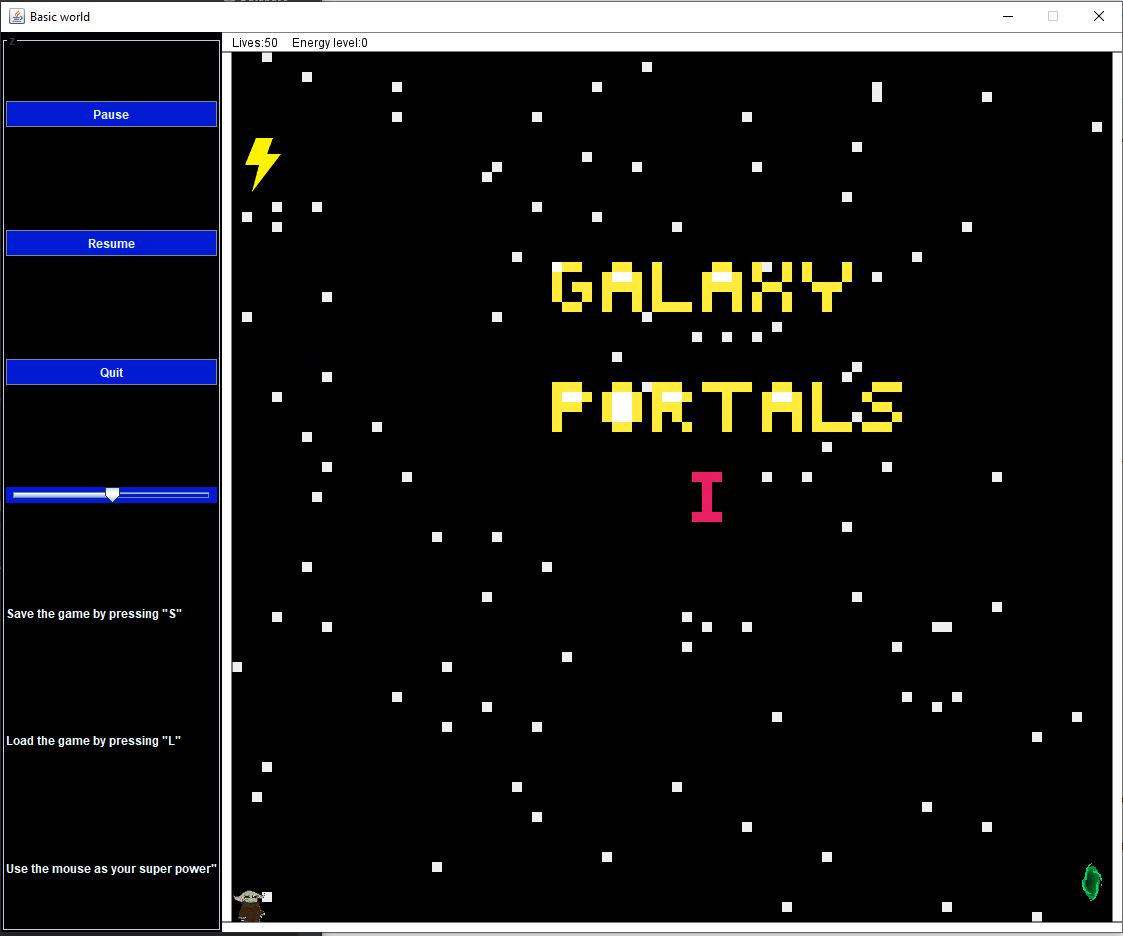 Basic world
Lives:50 Energy level:0
z
Pause
Resume
Quit
Save the game by pressing "S"
Load the game by pressing "L"
Use the mouse as your super power"
GALAXY
PORTALS
I